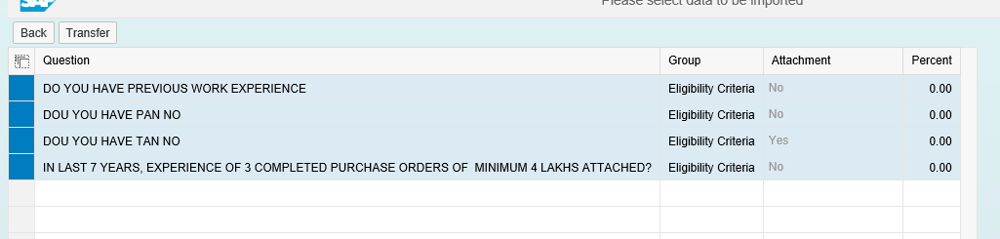 SAP
Please select data to be imported
Back Transfer
Question Group Attachment Percent
DO YOU HAVE PREVIOUS WORK EXPERIENCE Eligibility Criteria No 0.00
DOU YOU HAVE PAN NO Eligibility Criteria No 0.00
DOU YOU HAVE TAN NO Eligibility Criteria Yes 0.00
IN LAST 7 YEARS, EXPERIENCE OF 3 COMPLETED PURCHASE ORDERS OF  MINIMUM 4 LAKHS ATTACHED? Eligibility Criteria No 0.00